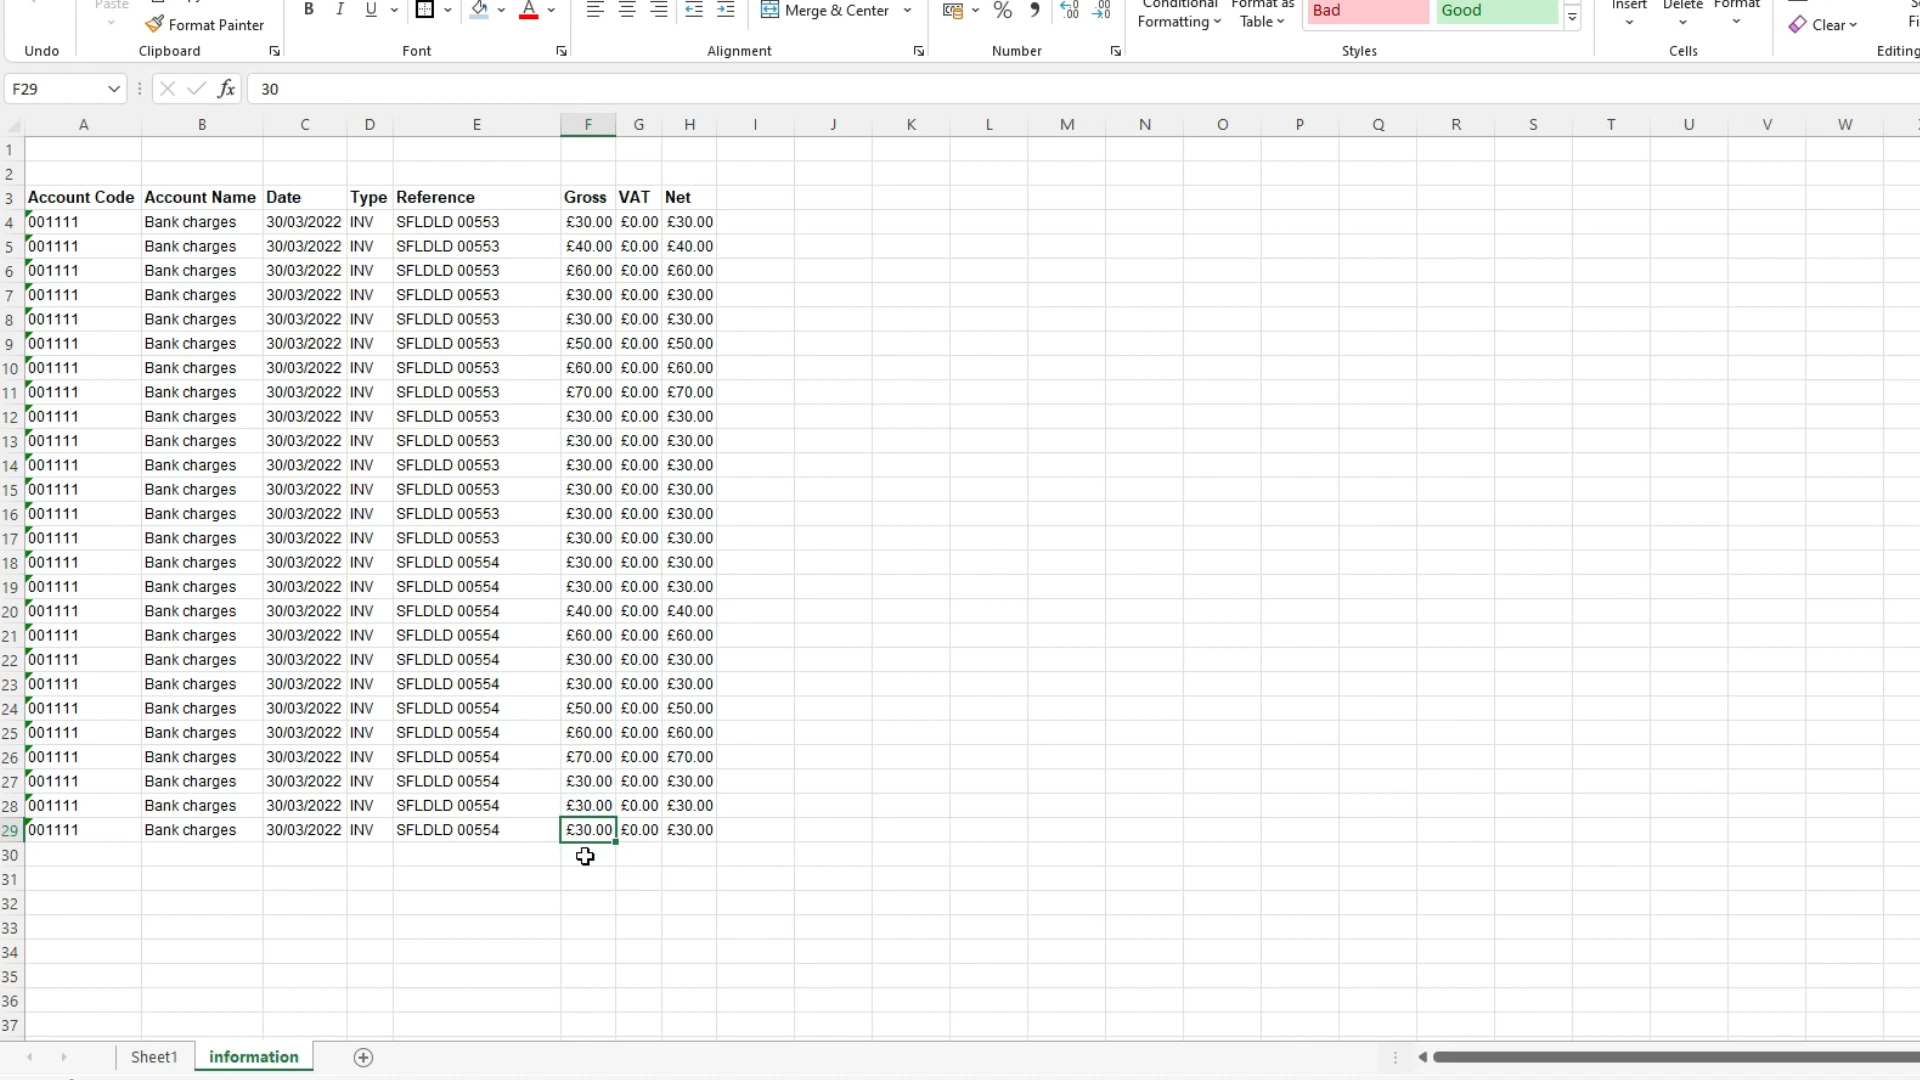 Paste
Format Painter
B I U A
Merge & Center
% 9
Conditional Formatting
Format as Table
Bad
Good
Insert
Delete
Format
Clear
Undo Clipboard Font Alignment Number Styles Cells Editing
F29 fx 30
A B C D E F G H I J K L M N O P Q R S T U V W
1
2
3 Account Code Account Name Date Type Reference Gross VAT Net
4 001111 Bank charges 30/03/2022 INV SFLDLD 00553 £30.00 £0.00 £30.00
5 001111 Bank charges 30/03/2022 INV SFLDLD 00553 £40.00 £0.00 £40.00
6 001111 Bank charges 30/03/2022 INV SFLDLD 00553 £60.00 £0.00 £60.00
7 001111 Bank charges 30/03/2022 INV SFLDLD 00553 £30.00 £0.00 £30.00
8 001111 Bank charges 30/03/2022 INV SFLDLD 00553 £30.00 £0.00 £30.00
9 001111 Bank charges 30/03/2022 INV SFLDLD 00553 £50.00 £0.00 £50.00
10 001111 Bank charges 30/03/2022 INV SFLDLD 00553 £60.00 £0.00 £60.00
11 001111 Bank charges 30/03/2022 INV SFLDLD 00553 £70.00 £0.00 £70.00
12 001111 Bank charges 30/03/2022 INV SFLDLD 00553 £30.00 £0.00 £30.00
13 001111 Bank charges 30/03/2022 INV SFLDLD 00553 £30.00 £0.00 £30.00
14 001111 Bank charges 30/03/2022 INV SFLDLD 00553 £30.00 £0.00 £30.00
15 001111 Bank charges 30/03/2022 INV SFLDLD 00553 £30.00 £0.00 £30.00
16 001111 Bank charges 30/03/2022 INV SFLDLD 00553 £30.00 £0.00 £30.00
17 001111 Bank charges 30/03/2022 INV SFLDLD 00553 £30.00 £0.00 £30.00
18 001111 Bank charges 30/03/2022 INV SFLDLD 00554 £30.00 £0.00 £30.00
19 001111 Bank charges 30/03/2022 INV SFLDLD 00554 £30.00 £0.00 £30.00
20 001111 Bank charges 30/03/2022 INV SFLDLD 00554 £40.00 £0.00 £40.00
21 001111 Bank charges 30/03/2022 INV SFLDLD 00554 £60.00 £0.00 £60.00
22 001111 Bank charges 30/03/2022 INV SFLDLD 00554 £30.00 £0.00 £30.00
23 001111 Bank charges 30/03/2022 INV SFLDLD 00554 £30.00 £0.00 £30.00
24 001111 Bank charges 30/03/2022 INV SFLDLD 00554 £50.00 £0.00 £50.00
25 001111 Bank charges 30/03/2022 INV SFLDLD 00554 £60.00 £0.00 £60.00
26 001111 Bank charges 30/03/2022 INV SFLDLD 00554 £70.00 £0.00 £70.00
27 001111 Bank charges 30/03/2022 INV SFLDLD 00554 £30.00 £0.00 £30.00
28 001111 Bank charges 30/03/2022 INV SFLDLD 00554 £30.00 £0.00 £30.00
29 001111 Bank charges 30/03/2022 INV SFLDLD 00554 £30.00 £0.00 £30.00
30
31
32
33
34
35
36
37
Sheet1 information